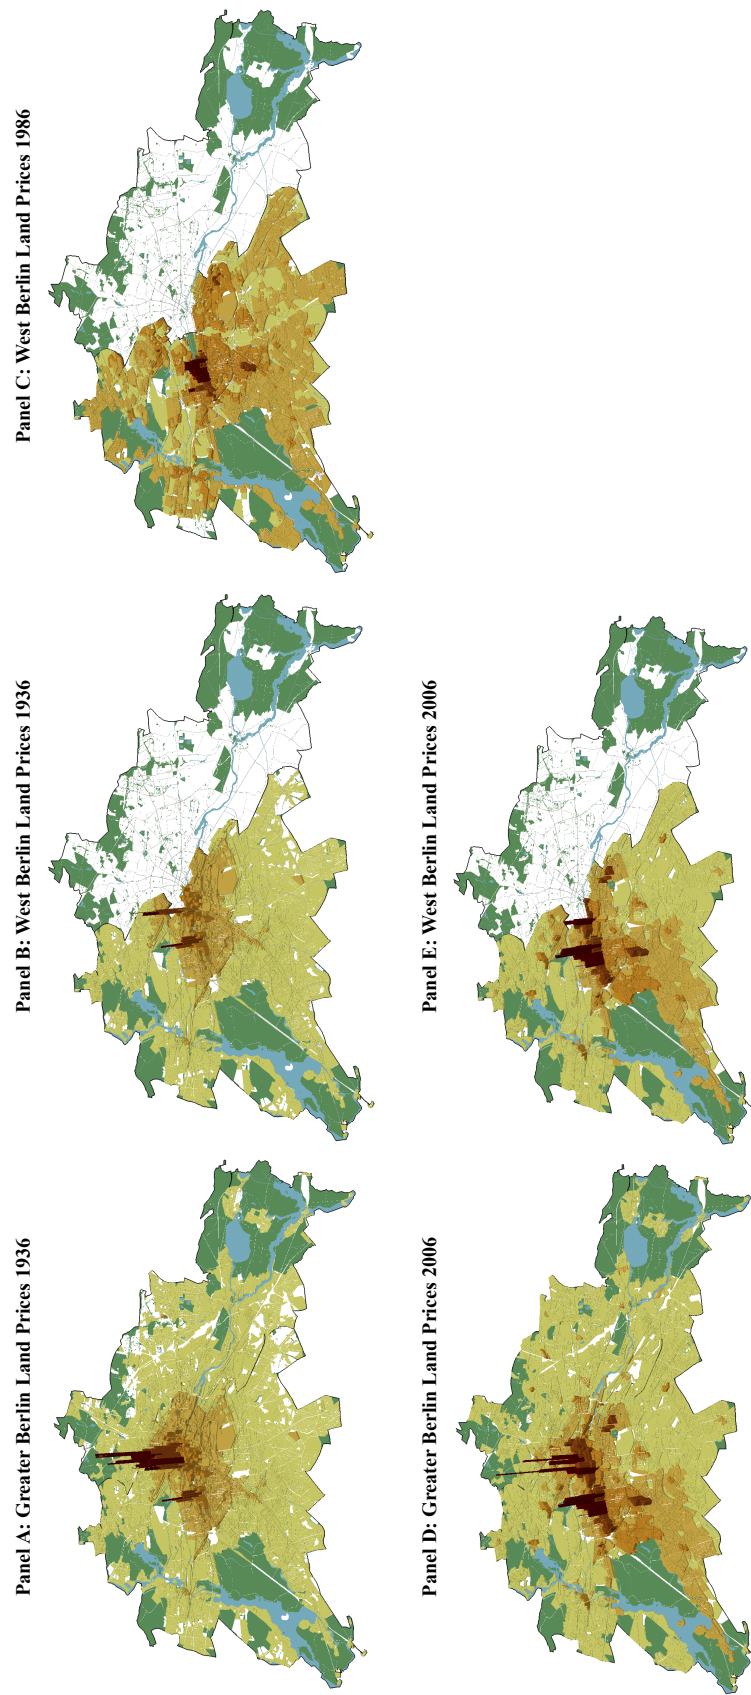 Panel A: Greater Berlin Land Prices 1936
Panel B: West Berlin Land Prices 1936
Panel C: West Berlin Land Prices 1986
Panel D: Greater Berlin Land Prices 2006
Panel E: West Berlin Land Prices 2006